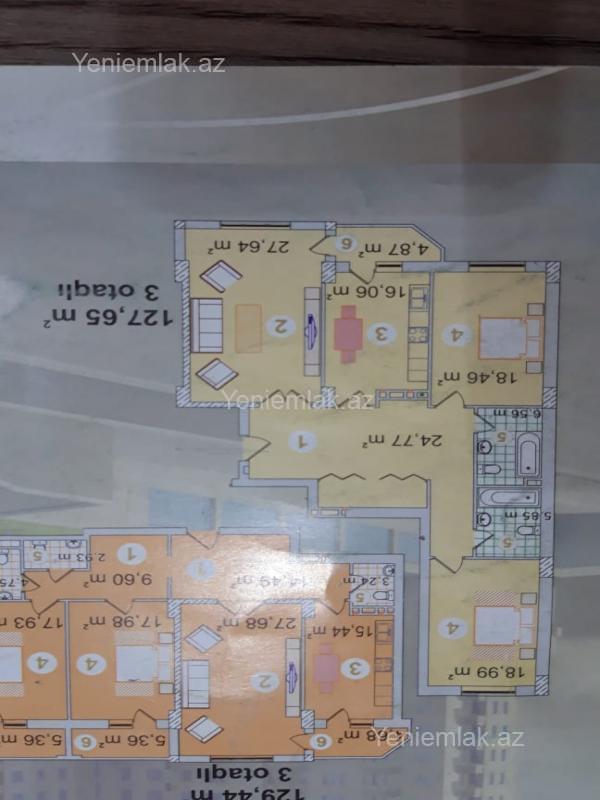 Yeniemlak.az
27,64 m²
6
4,87 m²
127,65 m²
3 otaqlı
2
16,06 m²
3
4
18,46 m²
Yeniemlak.az
1
24,77 m²
6,56 m²
5
5,85 m²
5
4
18,99 m²
4,75
5
2,93 m²
1
9,60 m²
3,24 m²
5
17,93 m²
17,98 m²
27,68 m²
15,44 m²
4
4
2
3
5,36 m²
6
5,36 m²
6
4,68 m²
Yeniemlak.az
3 otaqlı
129,44 m²